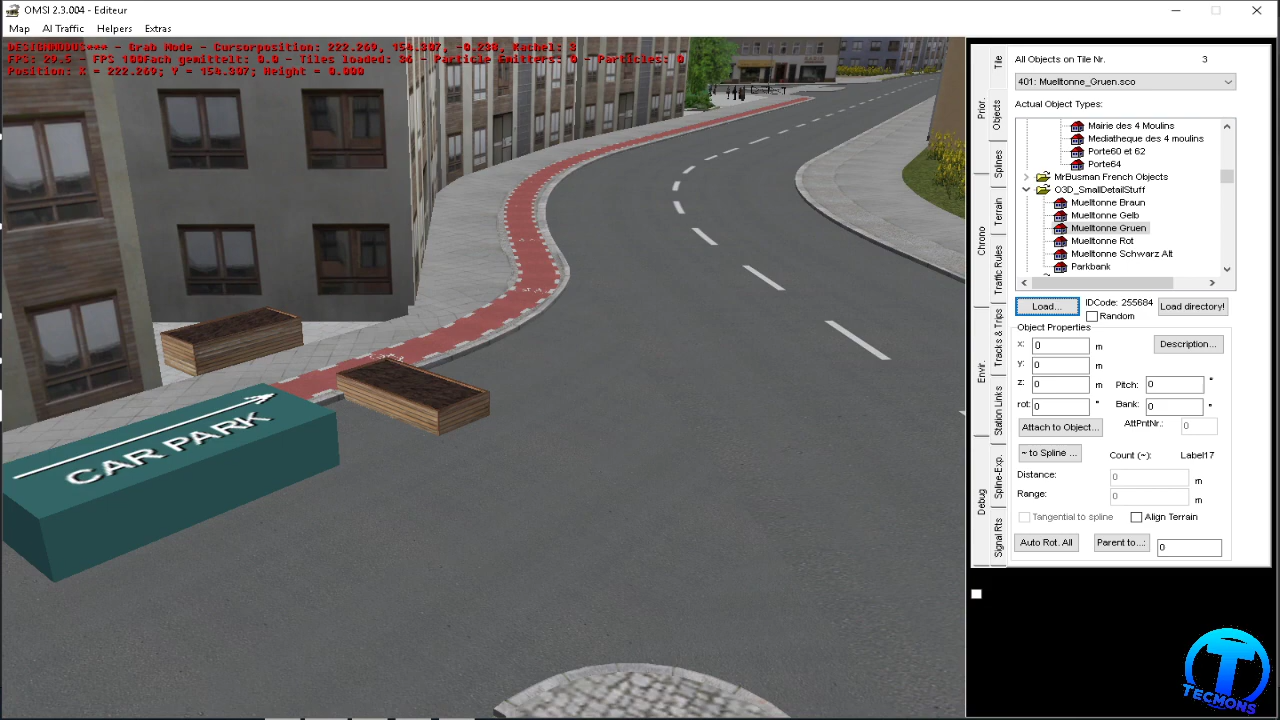 OMSI 2.3.004 - Editeur
Map AI Traffic Helpers Extras
DESIGNMODUS*** - Grab Mode - Cursorposition: 222.269, 154.307, -0.238, Kachel: 3
FPS: 29.5 - FPS 100Fach gemittelt: 0.0 - Tiles loaded: 36 - Particle Emitters: 0 - Particles: 0
Position: X = 222.269; Y = 154.307; Height = 0.000
CAR PARK
Tile
Objects
Splines
Terrain
Traffic Rules
Tracks & Trips
Station Links
Spline-Exp.
Signal Rts
Prior.
Chrono
Envir.
Debug
All Objects on Tile Nr. 3
401: Muelltonne_Gruen.sco
Actual Object Types:
Mairie des 4 Moulins
Mediatheque des 4 moulins
Porte60 et 62
Porte64
MrBusman French Objects
O3D_SmallDetailStuff
Muelltonne Braun
Muelltonne Gelb
Muelltonne Gruen
Muelltonne Rot
Muelltonne Schwarz Alt
Parkbank
Load... IDCode: 255684 Load directory!
Random
Object Properties
x: 0 m Description...
Y: 0 m
z: 0 m Pitch: 0 °
rot: 0 ° Bank: 0 °
Attach to Object... AttPntNr.: 0
~ to Spline ... Count (~): Label17
Distance: 0 m
Range: 0 m
Tangential to spline Align Terrain
Auto Rot. All Parent to...: 0
TECMONS